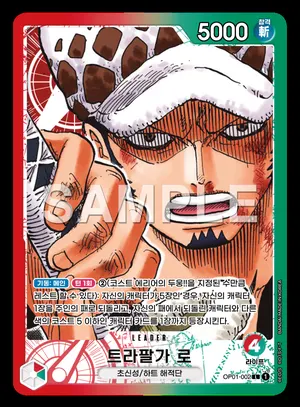 5000
참격
斬
SAMPLE
기동: 메인 턴 1회 ②(코스트 에리어의 두웅!!을 지정된 수만큼
레스트 할 수 있다): 자신의 캐릭터가 5장인 경우, 자신의 캐릭터
1장을 주인의 패로 되돌리고, 자신의 패에서 되돌린 캐릭터와 다른
색의 코스트 5 이하인 캐릭터 카드를 1장까지 등장시킨다.
LEADER
트라팔가 로
초신성/하트 해적단
4
라이프
OP01-002 L 1